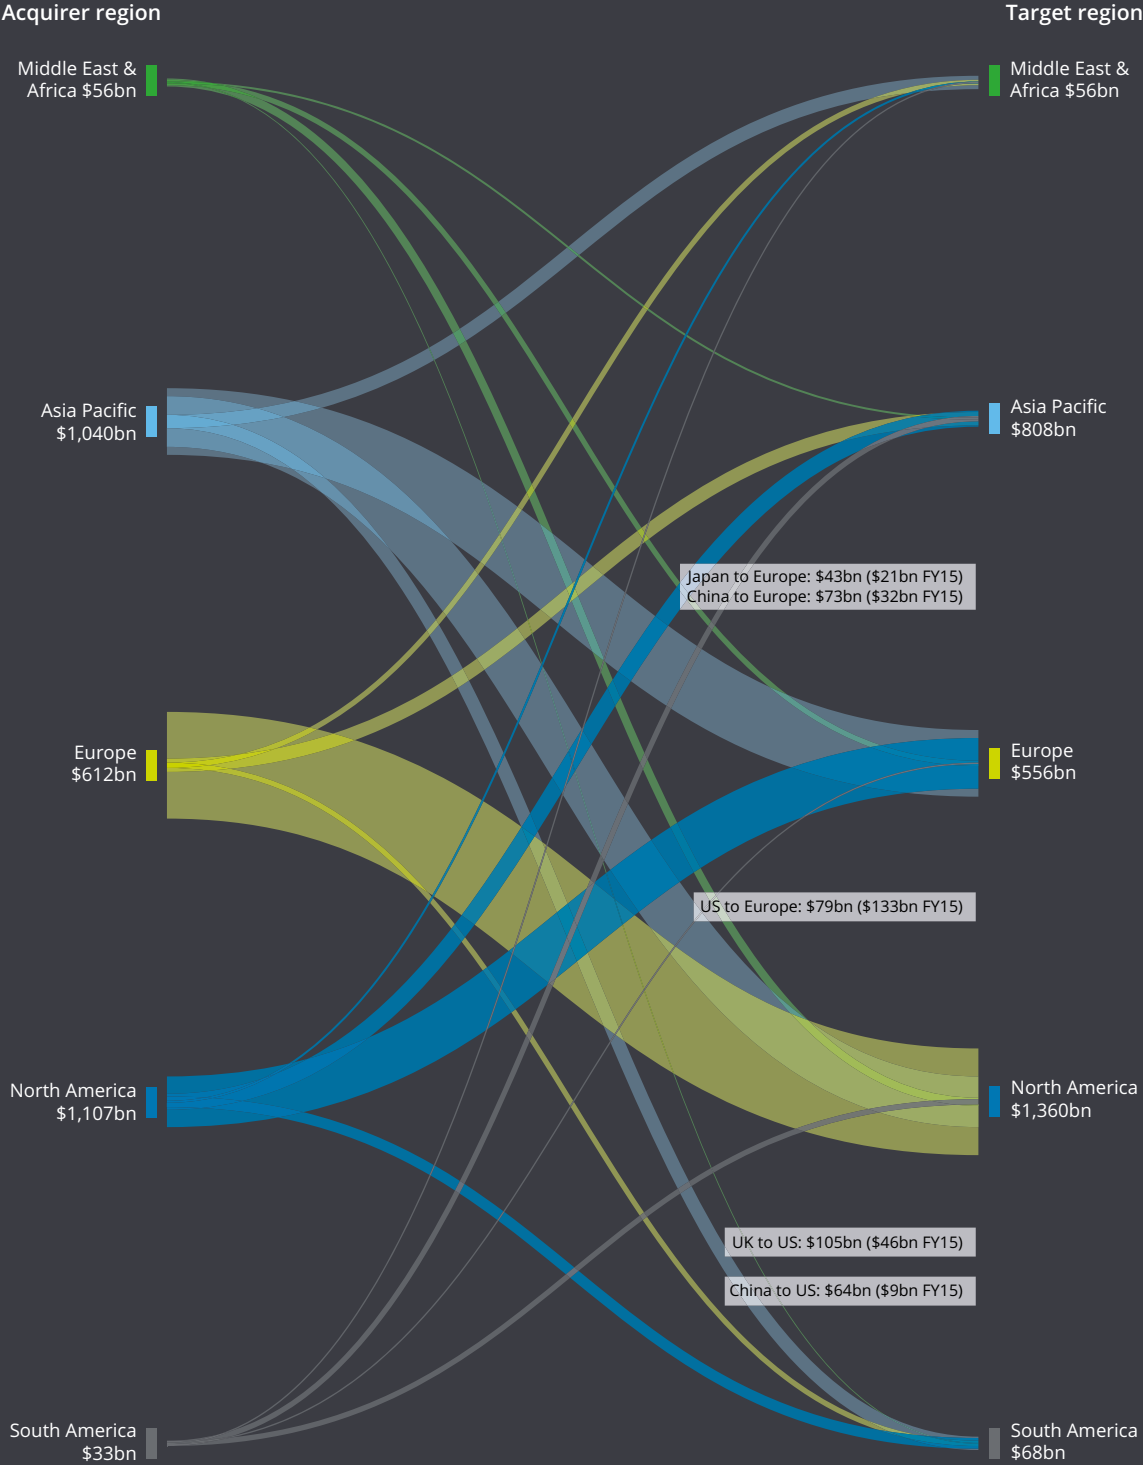 Acquirer region
Target region
Middle East &
Africa $56bn
Middle East &
Africa $56bn
Asia Pacific
$1,040bn
Asia Pacific
$808bn
Japan to Europe: $43bn ($21bn FY15)
China to Europe: $73bn ($32bn FY15)
Europe
$612bn
Europe
$556bn
US to Europe: $79bn ($133bn FY15)
North America
$1,107bn
North America
$1,360bn
UK to US: $105bn ($46bn FY15)
China to US: $64bn ($9bn FY15)
South America
$33bn
South America
$68bn